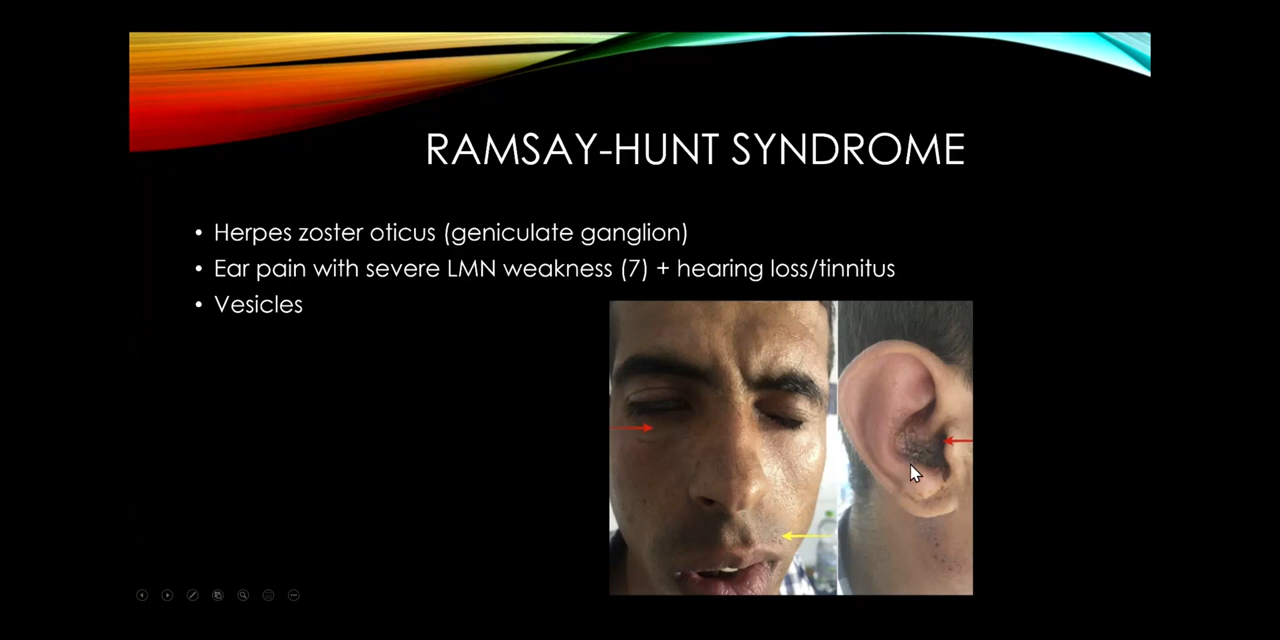 RAMSAY-HUNT SYNDROME
• Herpes zoster oticus (geniculate ganglion)
• Ear pain with severe LMN weakness (7) + hearing loss/tinnitus
• Vesicles